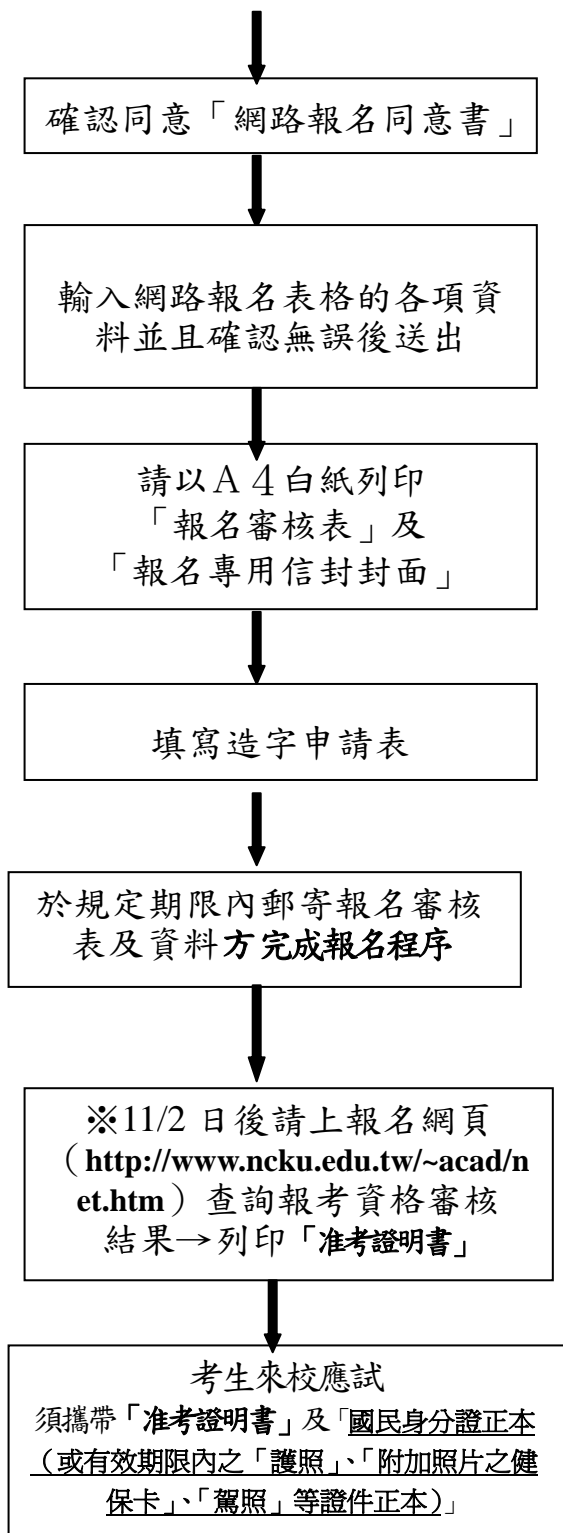 確認同意「網路報名同意書」
輸入網路報名表格的各項資
料並且確認無誤後送出
請以Ａ４白紙列印
「報名審核表」及
「報名專用信封封面」
填寫造字申請表
於規定期限內郵寄報名審核
表及資料方完成報名程序
※11/2 日後請上報名網頁
（http://www.ncku.edu.tw/~acad/n
et.htm）查詢報考資格審核
結果→列印「准考證明書」
考生來校應試
須攜帶「准考證明書」及「國民身分證正本
（或有效期限內之「護照」、「附加照片之健
保卡」、「駕照」等證件正本）」